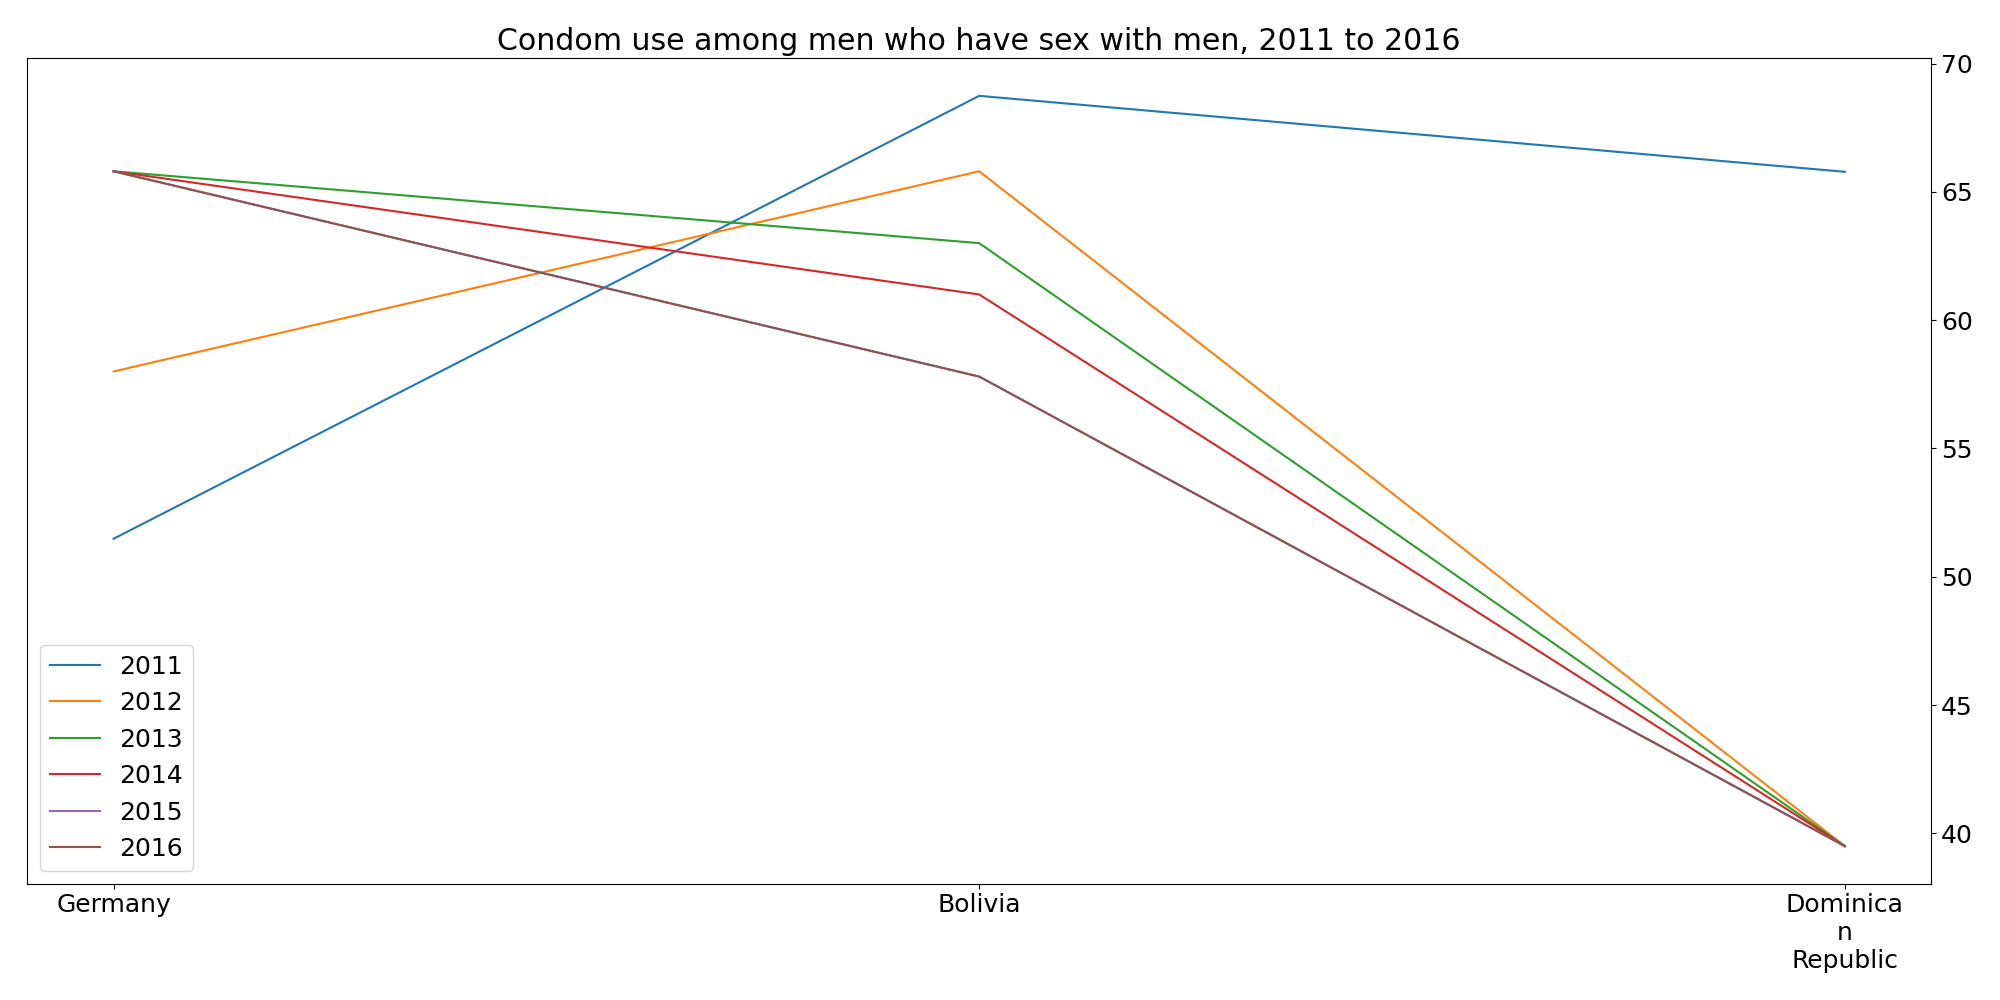 Condom use among men who have sex with men, 2011 to 2016
70
65
60
55
50
45
40
2011
2012
2013
2014
2015
2016
Germany
Bolivia
Dominica
n
Republic